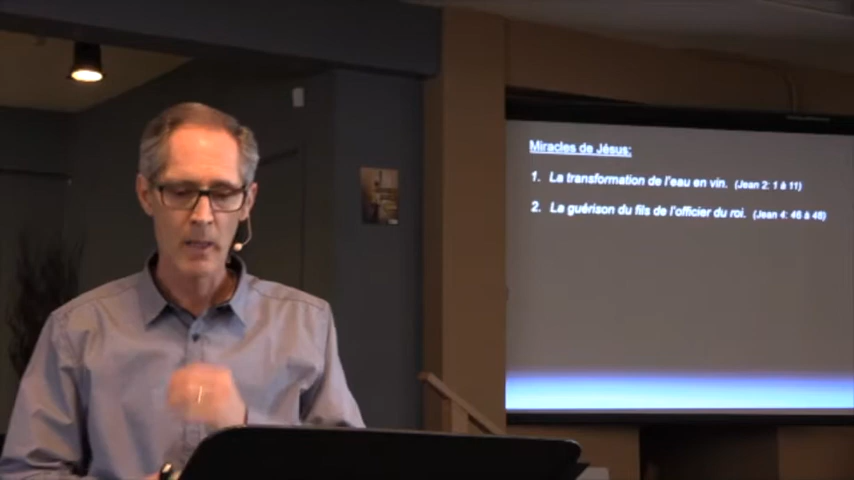 Miracles de Jésus:
1. La transformation de l'eau en vin. (Jean 2: 1 à 11)
2. La guérison du fils de l'officier du roi. (Jean 4: 46 à 48)